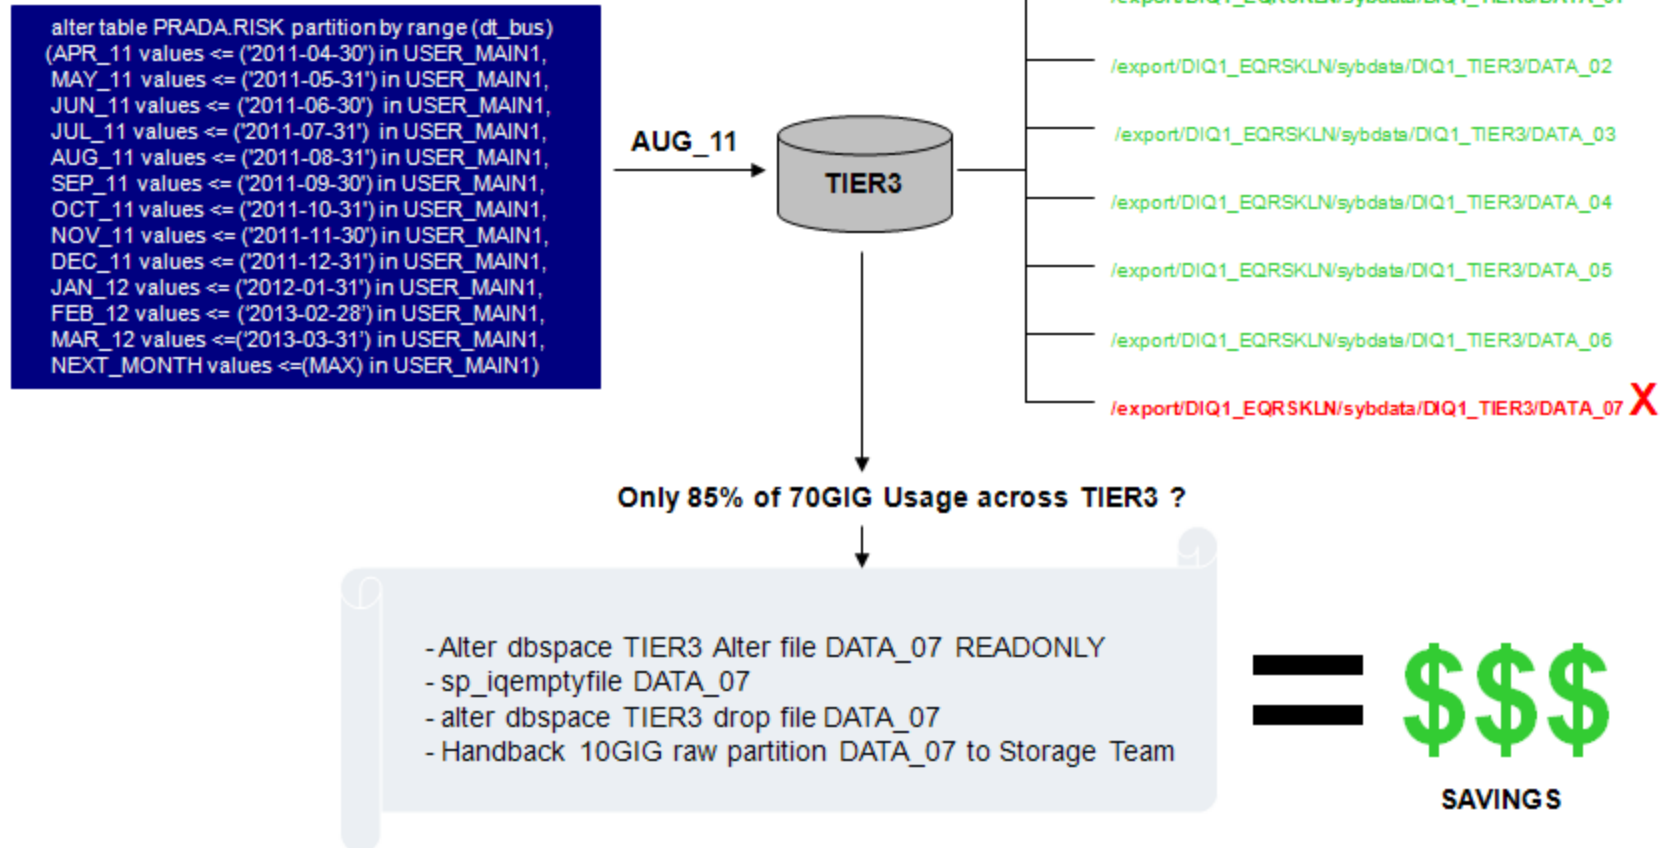 /export/DIQ1_EQRSKLN/sybdata/DIQ1_TIER3/DATA_01
alter table PRADA.RISK partition by range (dt_bus)
(APR_11 values <= ('2011-04-30') in USER_MAIN1,
MAY_11 values <= ('2011-05-31') in USER_MAIN1,
JUN_11 values <= ('2011-06-30') in USER_MAIN1,
JUL_11 values <= ('2011-07-31') in USER_MAIN1,
AUG_11 values <= ('2011-08-31') in USER_MAIN1,
SEP_11 values <= ('2011-09-30') in USER_MAIN1,
OCT_11 values <= ('2011-10-31') in USER_MAIN1,
NOV_11 values <= ('2011-11-30') in USER_MAIN1,
DEC_11 values <= ('2011-12-31') in USER_MAIN1,
JAN_12 values <= ('2012-01-31') in USER_MAIN1,
FEB_12 values <= ('2013-02-28') in USER_MAIN1,
MAR_12 values <=('2013-03-31') in USER_MAIN1,
NEXT_MONTH values <=(MAX) in USER_MAIN1)
AUG_11
TIER3
/export/DIQ1_EQRSKLN/sybdata/DIQ1_TIER3/DATA_02
/export/DIQ1_EQRSKLN/sybdata/DIQ1_TIER3/DATA_03
/export/DIQ1_EQRSKLN/sybdata/DIQ1_TIER3/DATA_04
/export/DIQ1_EQRSKLN/sybdata/DIQ1_TIER3/DATA_05
/export/DIQ1_EQRSKLN/sybdata/DIQ1_TIER3/DATA_06
/export/DIQ1_EQRSKLN/sybdata/DIQ1_TIER3/DATA_07 X
Only 85% of 70GIG Usage across TIER3 ?
- Alter dbspace TIER3 Alter file DATA_07 READONLY
- sp_iqemptyfile DATA_07
- alter dbspace TIER3 drop file DATA_07
- Handback 10GIG raw partition DATA_07 to Storage Team
= $$$
SAVINGS